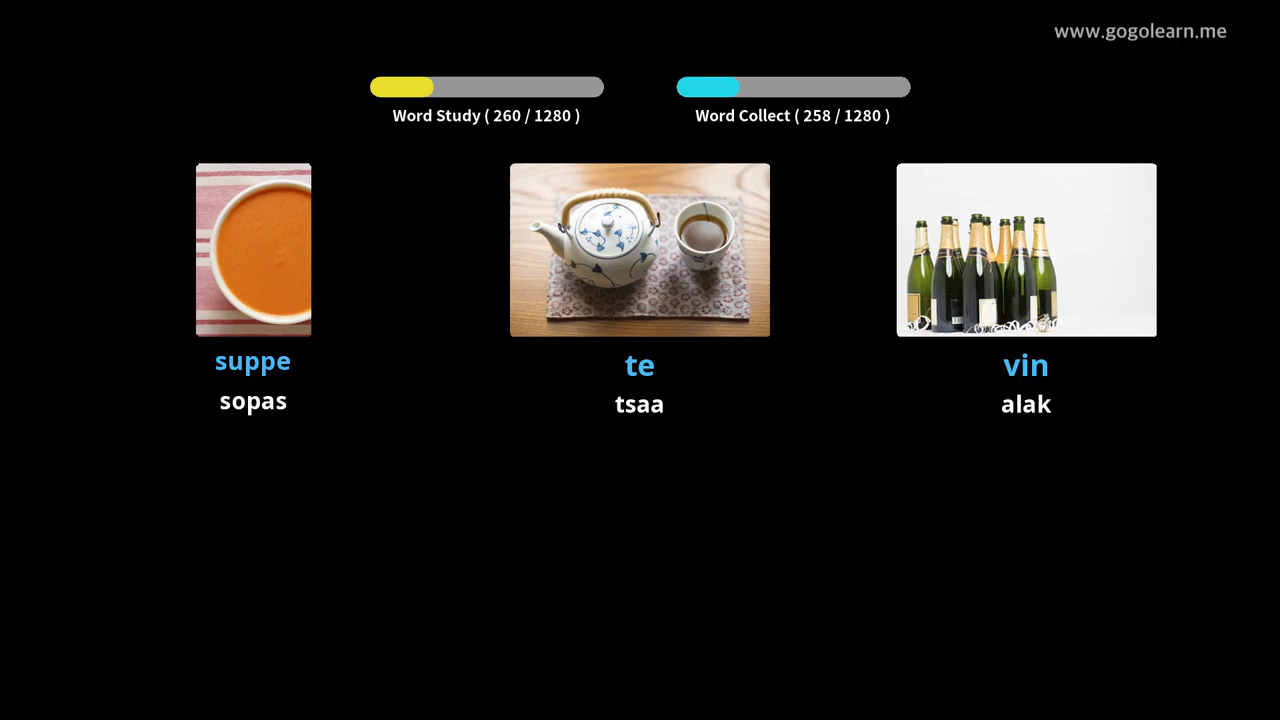 www.gogolearn.me
Word Study ( 260 / 1280 )
Word Collect ( 258 / 1280 )
suppe
sopas
te
tsaa
vin
alak